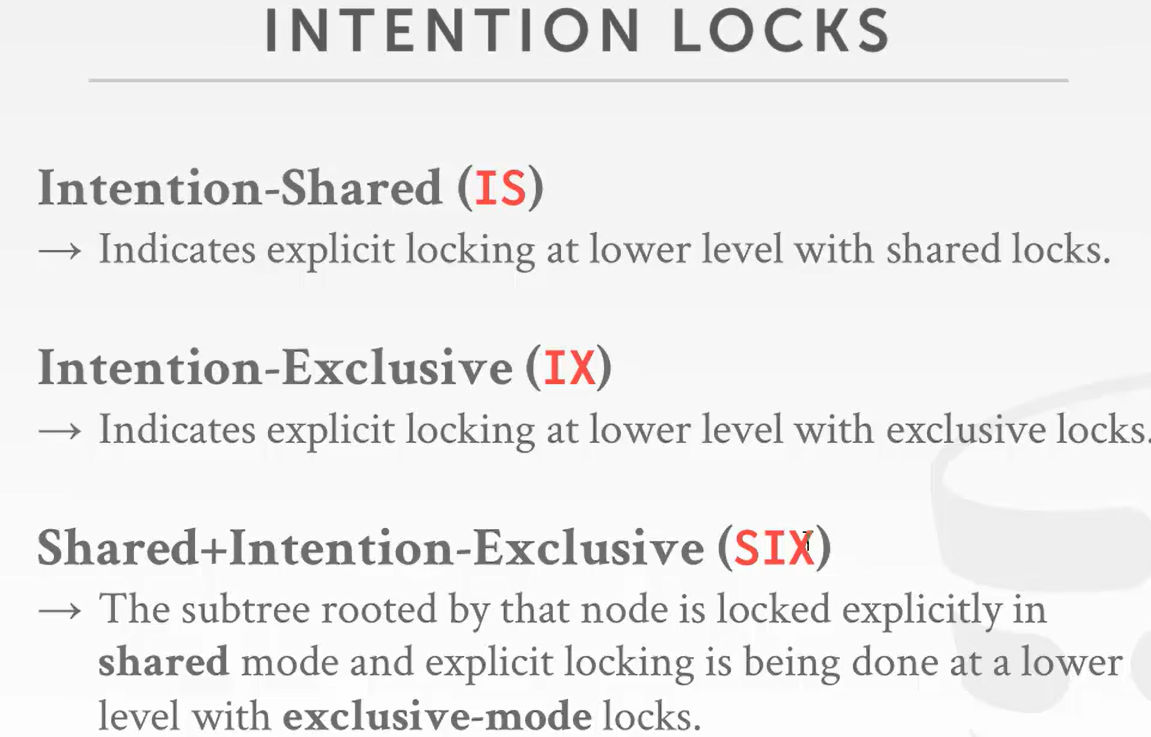 INTENTION LOCKS
Intention-Shared (IS)
→ Indicates explicit locking at lower level with shared locks.
Intention-Exclusive (IX)
→ Indicates explicit locking at lower level with exclusive locks.
Shared+Intention-Exclusive (SIX)
→ The subtree rooted by that node is locked explicitly in
shared mode and explicit locking is being done at a lower
level with exclusive-mode locks.